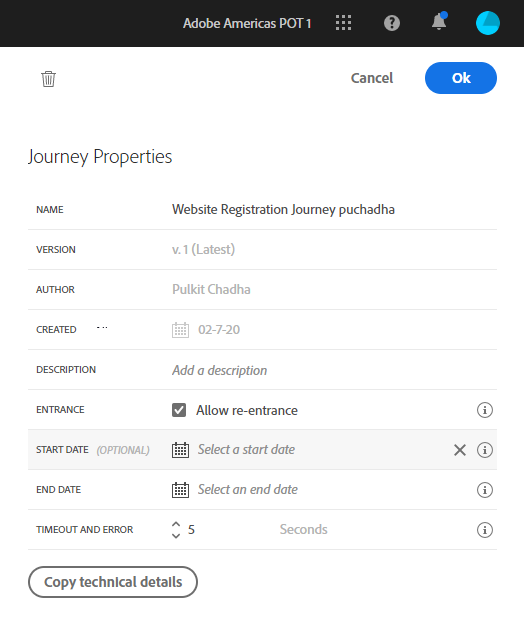 Adobe Americas POT 1
Cancel Ok
Journey Properties
NAME Website Registration Journey puchadha
VERSION v. 1 (Latest)
AUTHOR Pulkit Chadha
CREATED 02-7-20
DESCRIPTION Add a description
ENTRANCE Allow re-entrance
START DATE (OPTIONAL) Select a start date
END DATE Select an end date
TIMEOUT AND ERROR 5 Seconds
Copy technical details